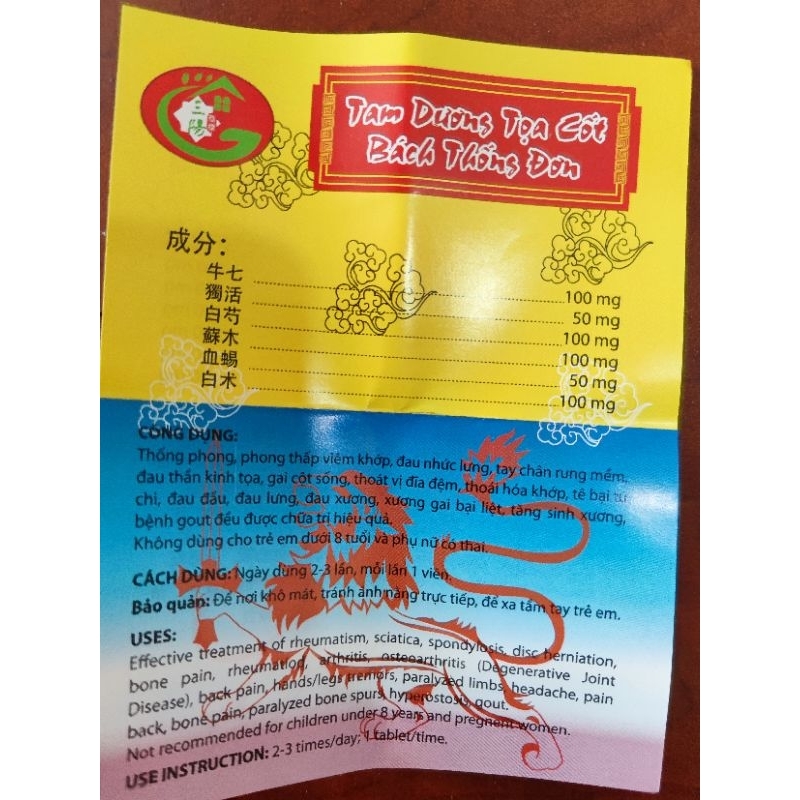 三陽
Tam Dương Tọa Cốt
Bách Thống Đơn
成分：
牛七 100 mg
獨活 50 mg
白芍 100 mg
蘇木 100 mg
血蜴 50 mg
白术 100 mg
CÔNG DỤNG:
Thống phong, phong thấp viêm khớp, đau nhức lưng, tay chân rung mềm,
đau thần kinh tọa, gai cột sống, thoát vị đĩa đệm, thoái hóa khớp, tê bại tứ
chi, đau đầu, đau lưng, đau xương, xương gai bại liệt, tăng sinh xương,
bệnh gout đều được chữa trị hiệu quả.
Không dùng cho trẻ em dưới 8 tuổi và phụ nữ có thai.
CÁCH DÙNG: Ngày dùng 2-3 lần, mỗi lần 1 viên.
Bảo quản: Để nơi khô mát, tránh ánh nắng trực tiếp, để xa tầm tay trẻ em.
USES:
Effective treatment of rheumatism, sciatica, spondylosis, disc herniation,
bone pain, rheumatiod, arthritis, osteoarthritis (Degenerative Joint
Disease), back pain, hands/legs tremors, paralyzed limbs, headache, pain
back, bone pain, paralyzed bone spurs, hyperostosis, gout.
Not recommended for children under 8 years and pregnent women.
USE INSTRUCTION: 2-3 times/day; 1 tablet/time.